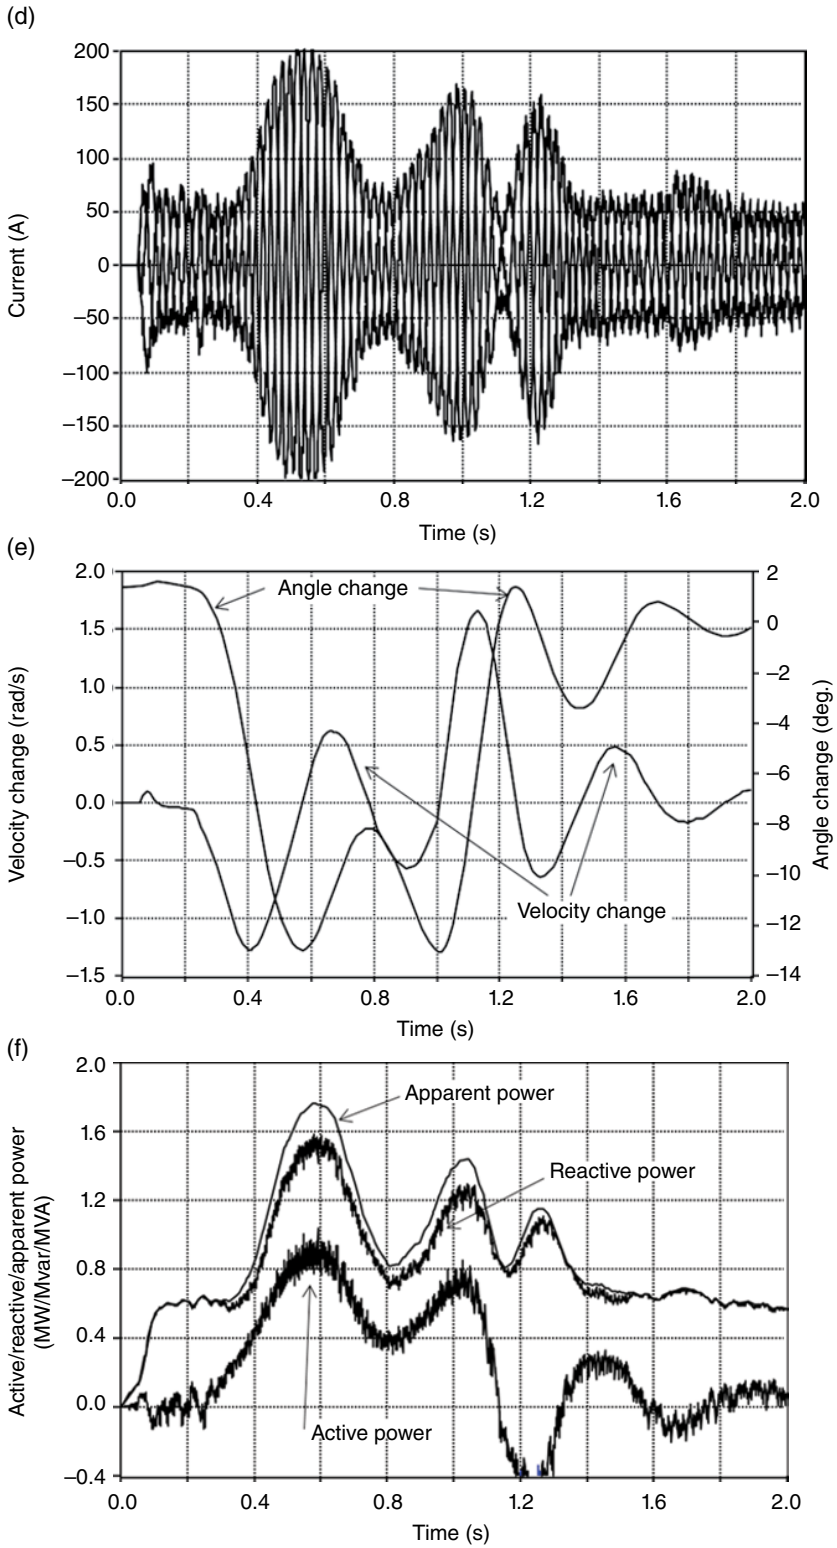 (d)
200
150
100
50
0
−50
−100
−150
−200
Current (A)
0.0 0.4 0.8 1.0 1.2 1.6 2.0
Time (s)
(e)
2.0
1.5
1.0
0.5
0.0
−0.5
−1.0
−1.5
Velocity change (rad/s)
2
0
−2
−4
−6
−8
−10
−12
−14
Angle change (deg.)
Angle change
Velocity change
0.0 0.4 0.8 1.2 1.6 2.0
Time (s)
(f)
2.0
1.6
1.2
0.8
0.4
0.0
−0.4
Active/reactive/apparent power
(MW/Mvar/MVA)
Apparent power
Reactive power
Active power
0.0 0.4 0.8 1.2 1.6 2.0
Time (s)